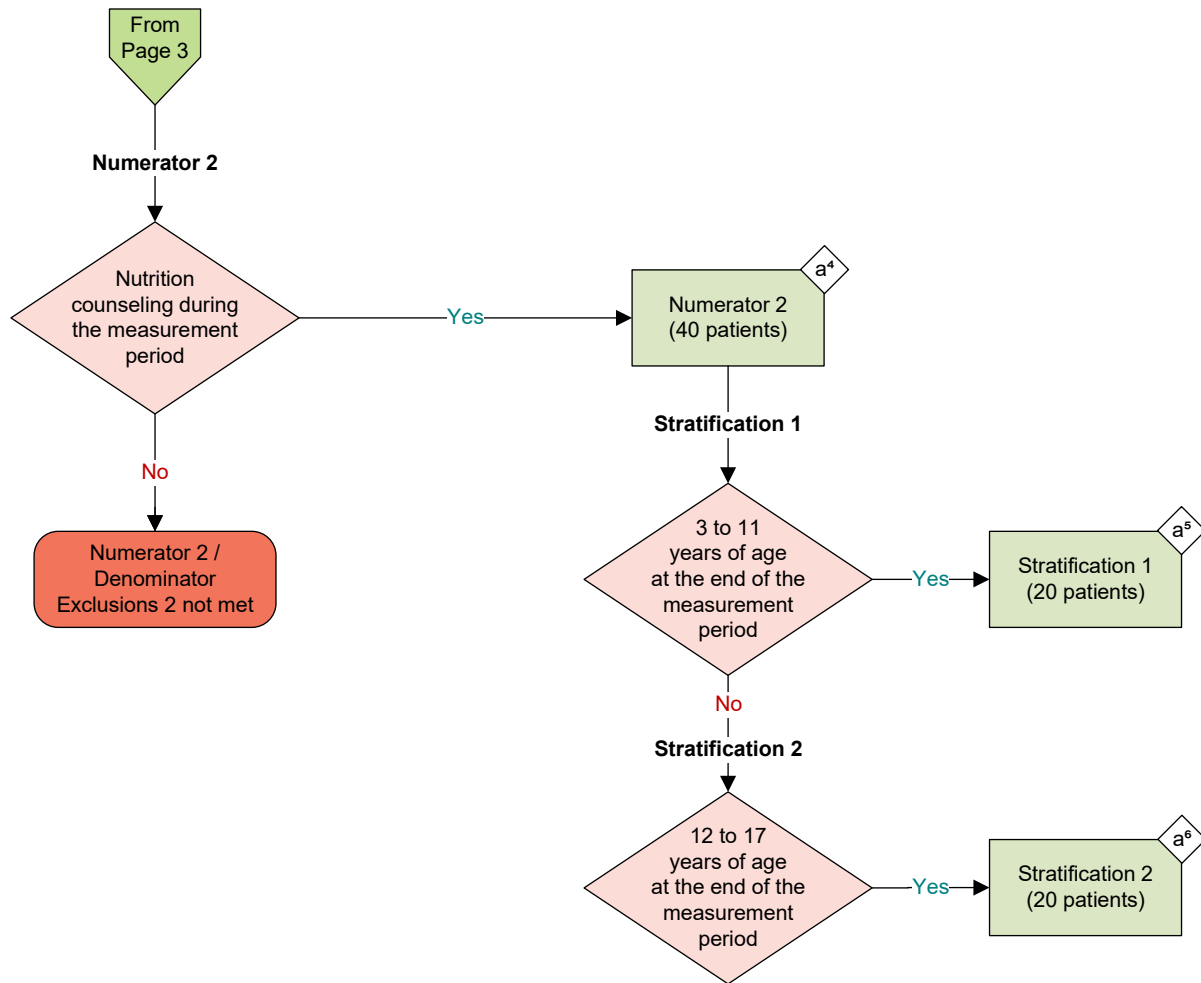 From
Page 3
Numerator 2
Nutrition
counseling during
the measurement
period
Yes
a⁴
Numerator 2
(40 patients)
No
Numerator 2 /
Denominator
Exclusions 2 not met
Stratification 1
3 to 11
years of age
at the end of the
measurement
period
Yes
a⁵
Stratification 1
(20 patients)
No
Stratification 2
12 to 17
years of age
at the end of the
measurement
period
Yes
a⁶
Stratification 2
(20 patients)